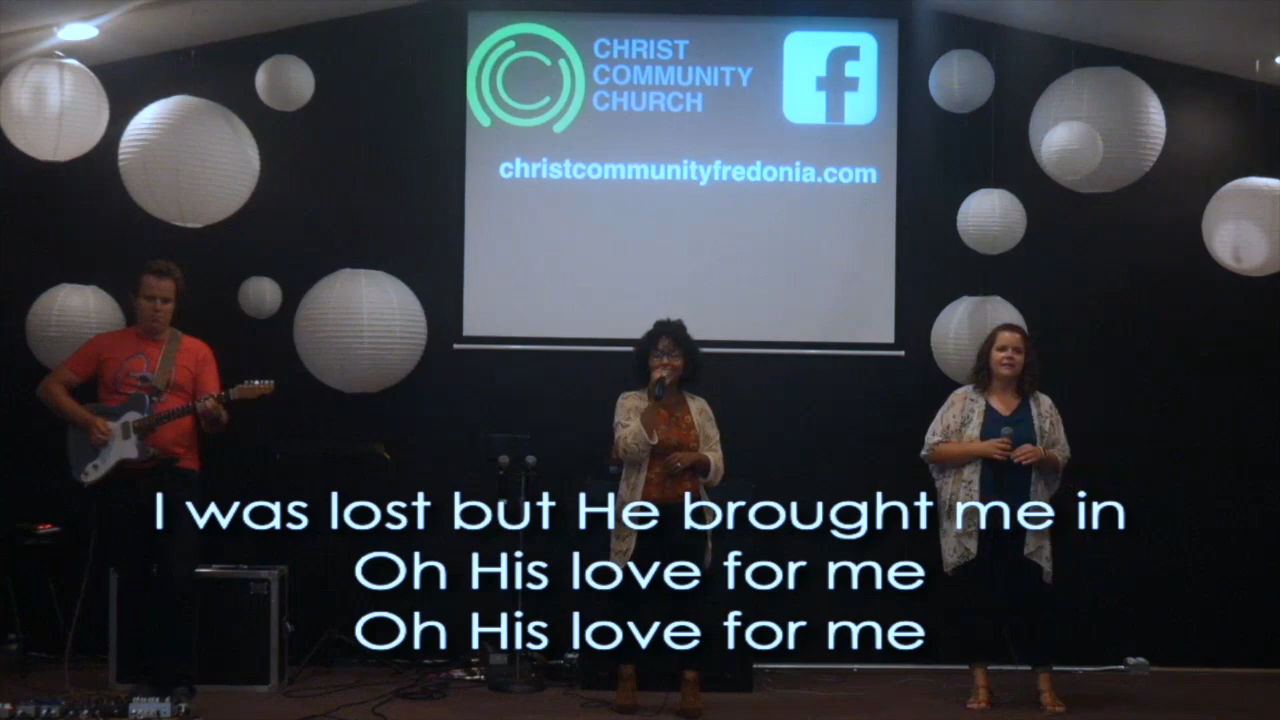 CHRIST
COMMUNITY
CHURCH
f
christcommunityfredonia.com
I was lost but He brought me in
Oh His love for me
Oh His love for me